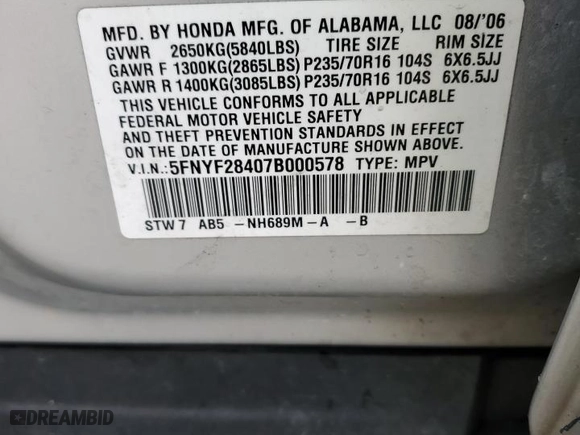 MFD. BY HONDA MFG. OF ALABAMA, LLC 08/'06
GVWR 2650KG(5840LBS) TIRE SIZE RIM SIZE
GAWR F 1300KG(2865LBS) P235/70R16 104S 6X6.5JJ
GAWR R 1400KG(3085LBS) P235/70R16 104S 6X6.5JJ
THIS VEHICLE CONFORMS TO ALL APPLICABLE
FEDERAL MOTOR VEHICLE SAFETY
AND THEFT PREVENTION STANDARDS IN EFFECT
ON THE DATE OF MANUFACTURE SHOWN ABOVE.
V.I.N.:5FNYF28407B000578 TYPE: MPV
STW7 AB5 -NH689M-A -B
DREAMBID